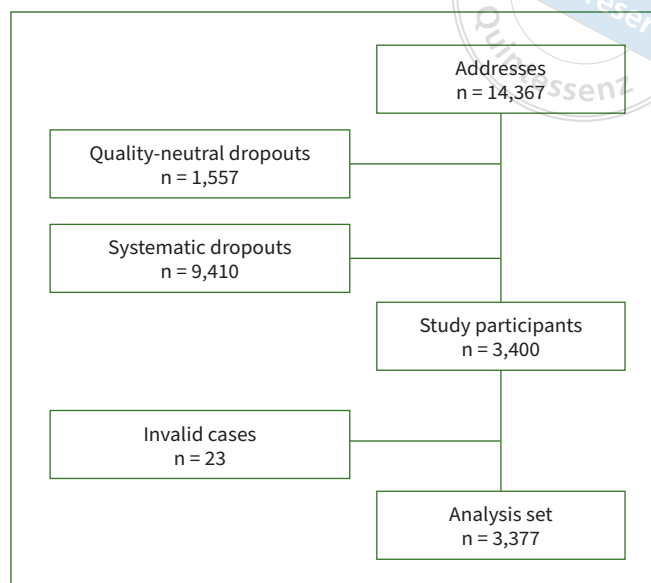 Quintessenz
Addresses
n = 14,367
Quality-neutral dropouts
n = 1,557
Systematic dropouts
n = 9,410
Study participants
n = 3,400
Invalid cases
n = 23
Analysis set
n = 3,377